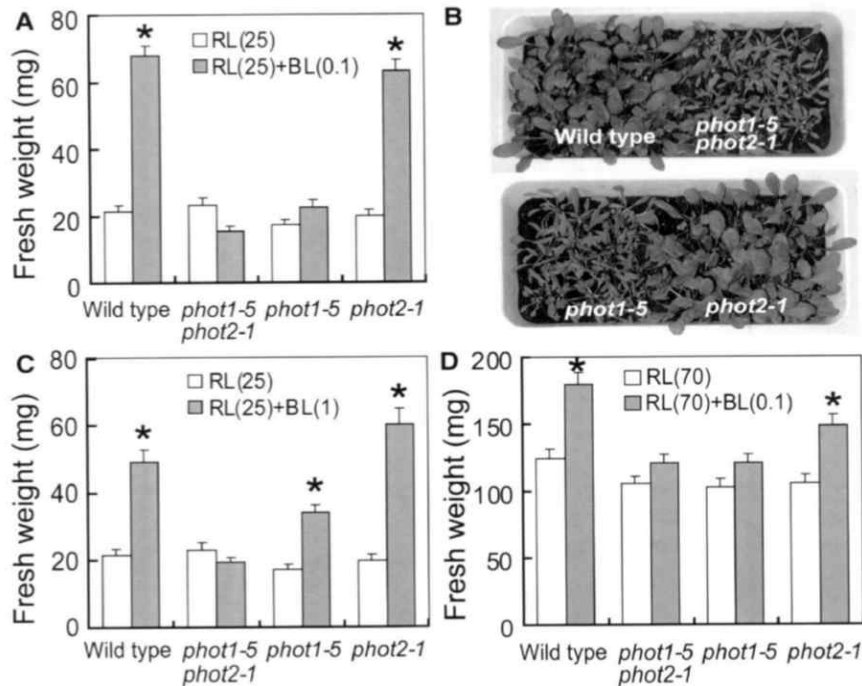 A
Fresh weight (mg)
80
60
40
20
0
RL(25)
RL(25)+BL(0.1)
*
*
Wild type
phot1-5
phot2-1
phot1-5
phot2-1
B
Wild type
phot1-5
phot2-1
phot1-5
phot2-1
C
Fresh weight (mg)
80
60
40
20
0
RL(25)
RL(25)+BL(1)
*
*
*
Wild type
phot1-5
phot2-1
phot1-5
phot2-1
D
Fresh weight (mg)
200
150
100
50
0
RL(70)
RL(70)+BL(0.1)
*
*
Wild type
phot1-5
phot2-1
phot1-5
phot2-1